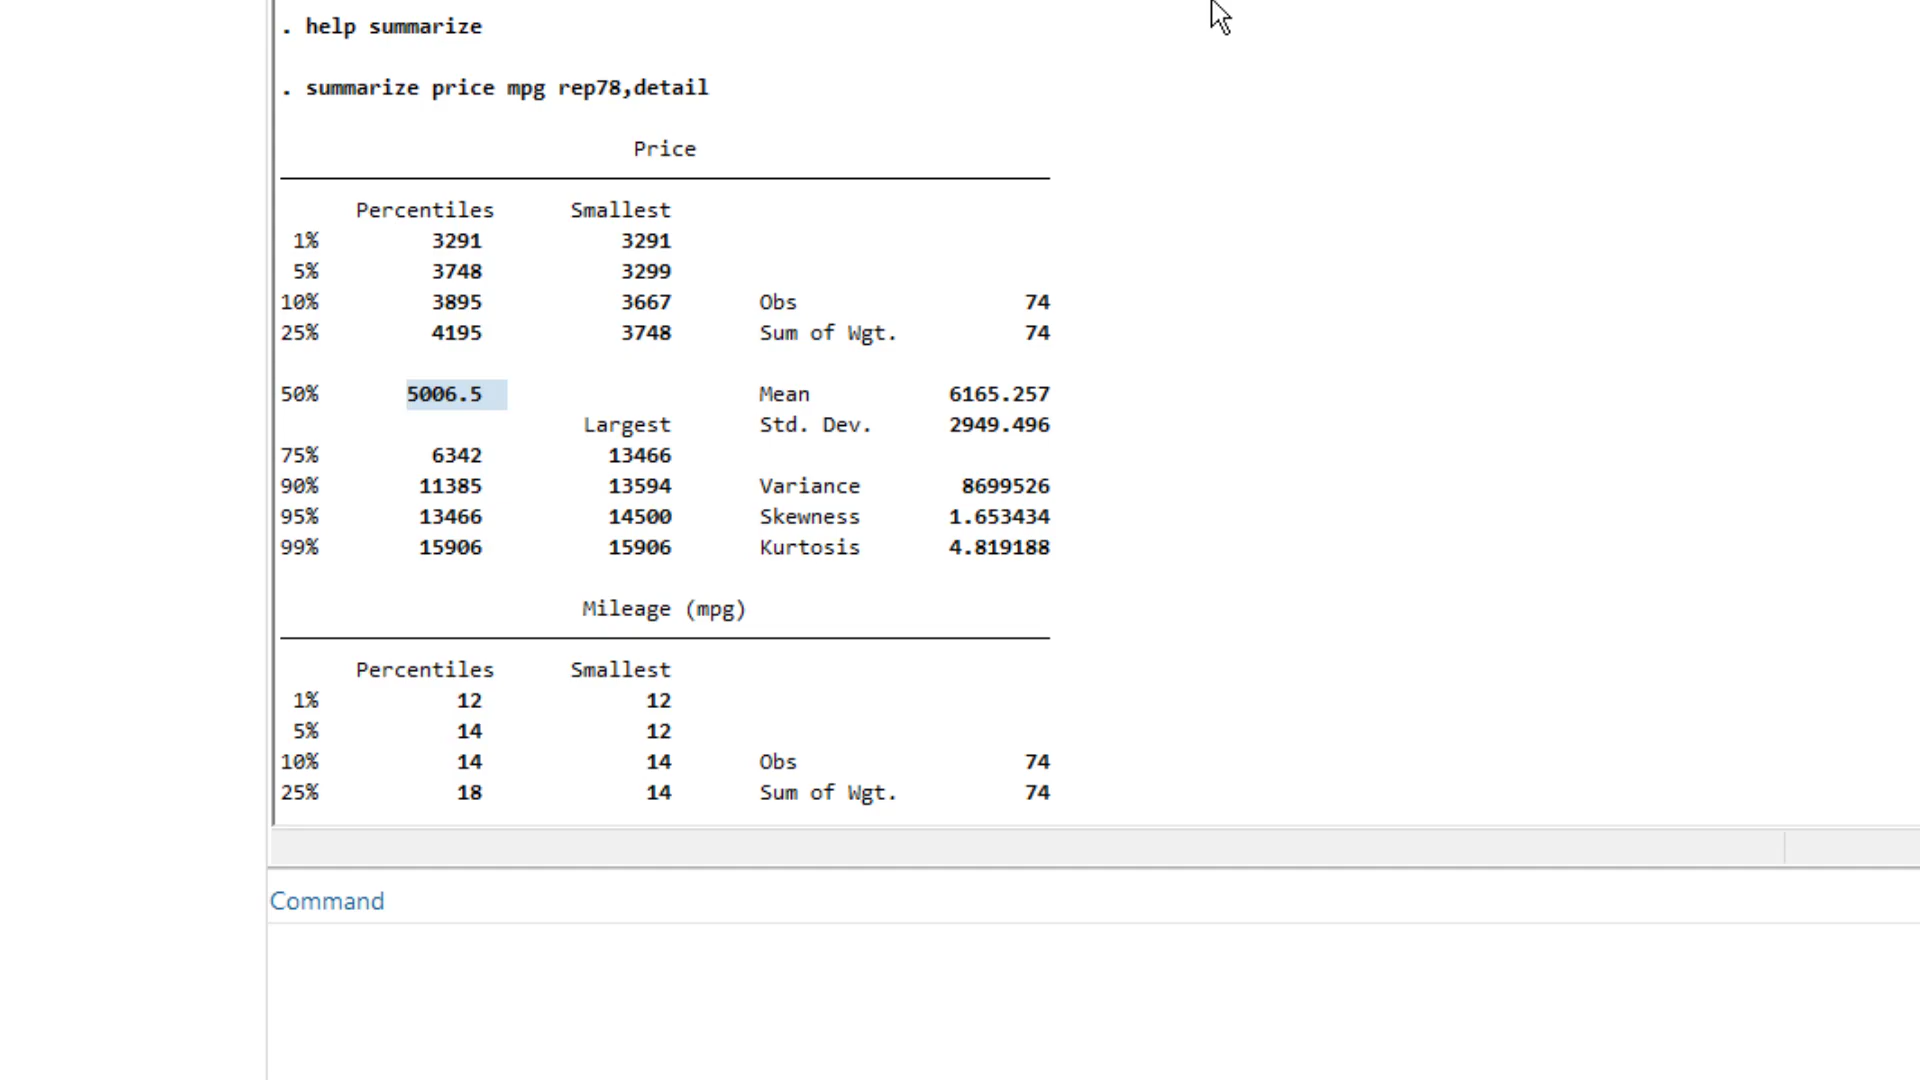 . help summarize
. summarize price mpg rep78,detail
Price
Percentiles Smallest
1% 3291 3291
5% 3748 3299
10% 3895 3667 Obs 74
25% 4195 3748 Sum of Wgt. 74
50% 5006.5 Mean 6165.257
Largest Std. Dev. 2949.496
75% 6342 13466
90% 11385 13594 Variance 8699526
95% 13466 14500 Skewness 1.653434
99% 15906 15906 Kurtosis 4.819188
Mileage (mpg)
Percentiles Smallest
1% 12 12
5% 14 12
10% 14 14 Obs 74
25% 18 14 Sum of Wgt. 74
Command